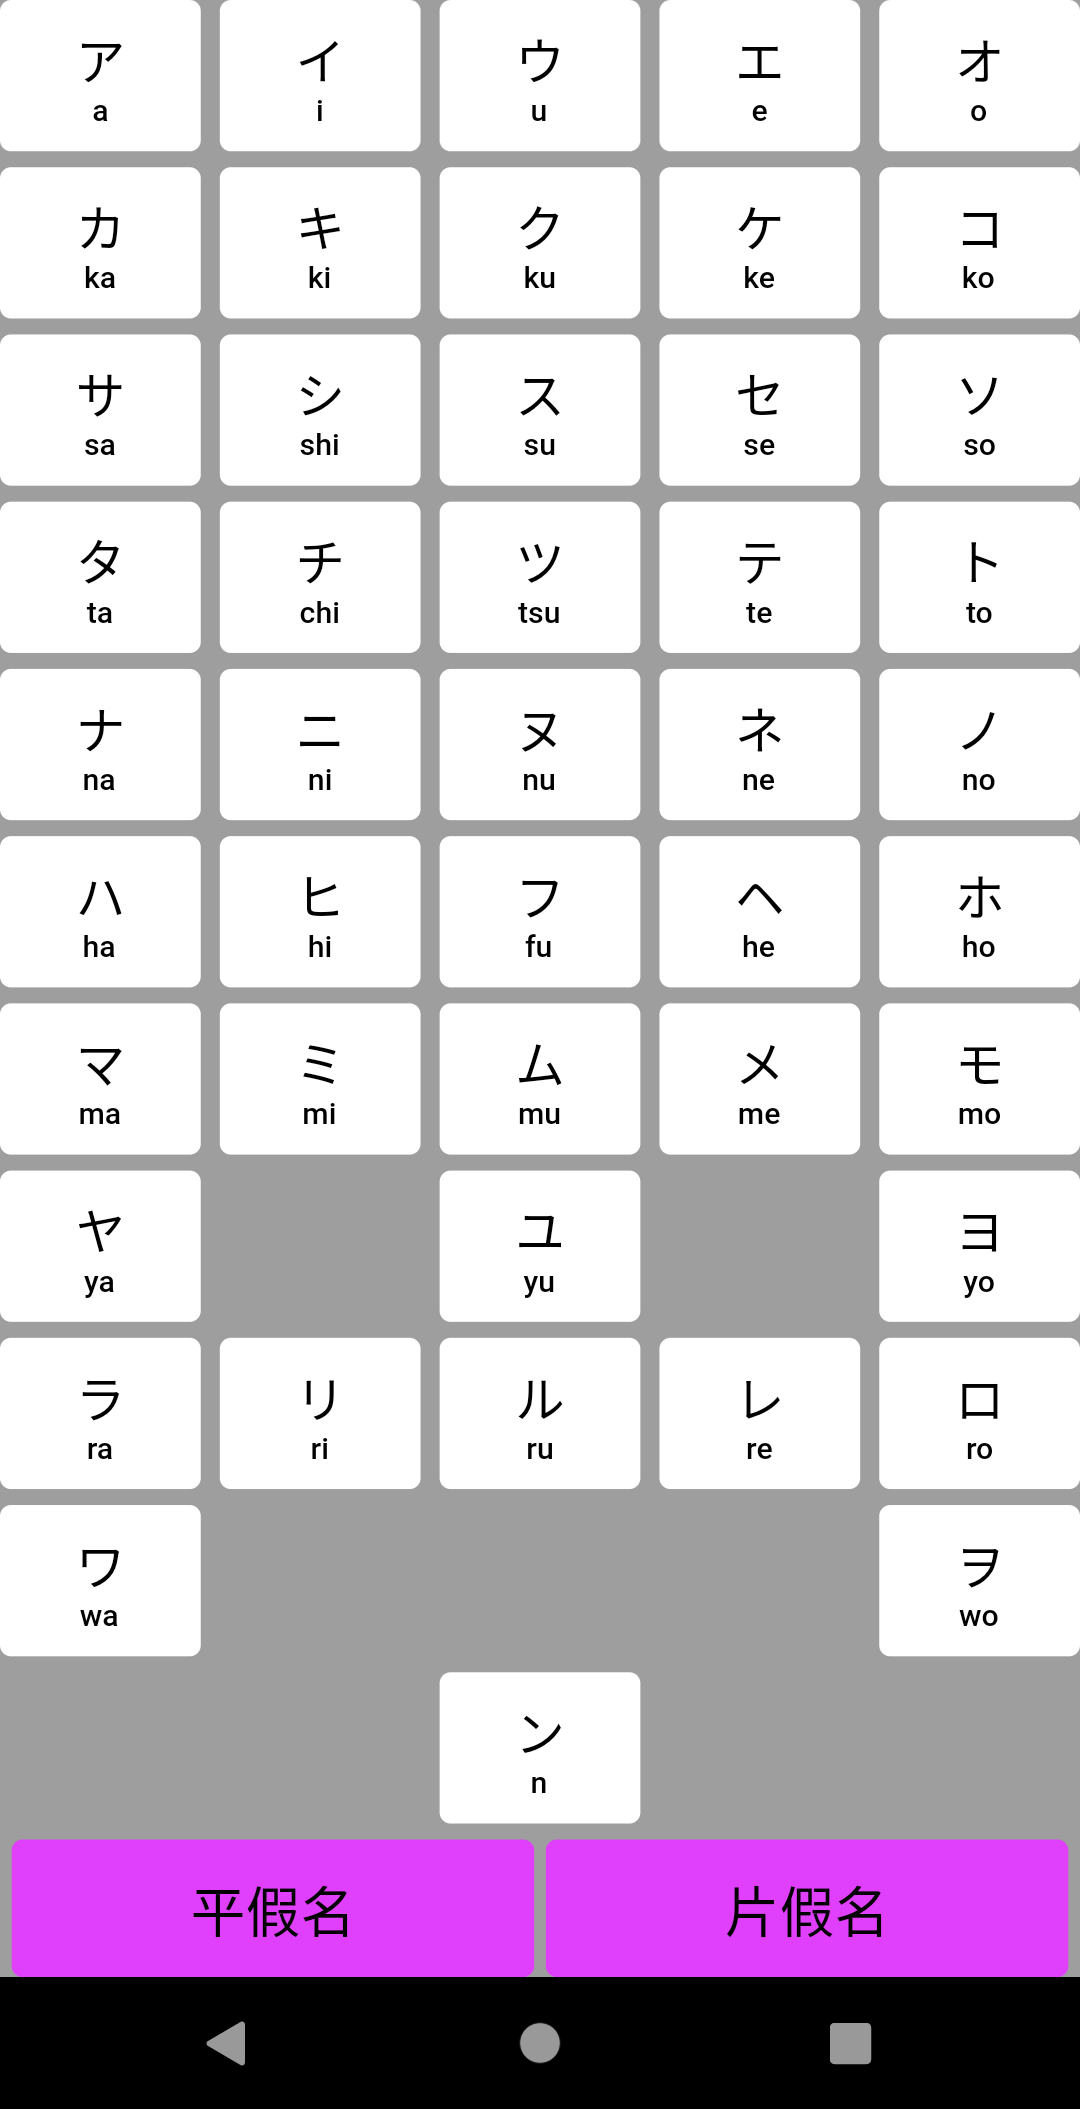 ア イ ウ エ オ
a i u e o
カ キ ク ケ コ
ka ki ku ke ko
サ シ ス セ ソ
sa shi su se so
タ チ ツ テ ト
ta chi tsu te to
ナ ニ ヌ ネ ノ
na ni nu ne no
ハ ヒ フ ヘ ホ
ha hi fu he ho
マ ミ ム メ モ
ma mi mu me mo
ヤ ユ ヨ
ya yu yo
ラ リ ル レ ロ
ra ri ru re ro
ワ ヲ
wa wo
ン
n
平假名 片假名